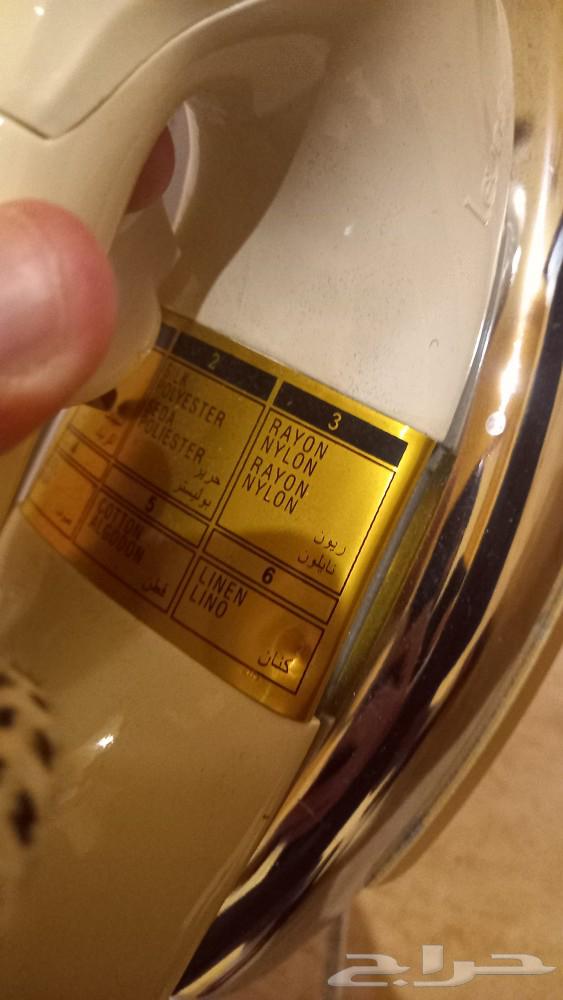 2
POLYESTER
SEDA
POLIESTER
حرير
بوليستر
3
RAYON
NYLON
RAYON
NYLON
ريون
نايلون
4
5
COTTON
ALGODON
قطن
6
LINEN
LINO
كتان
حراج